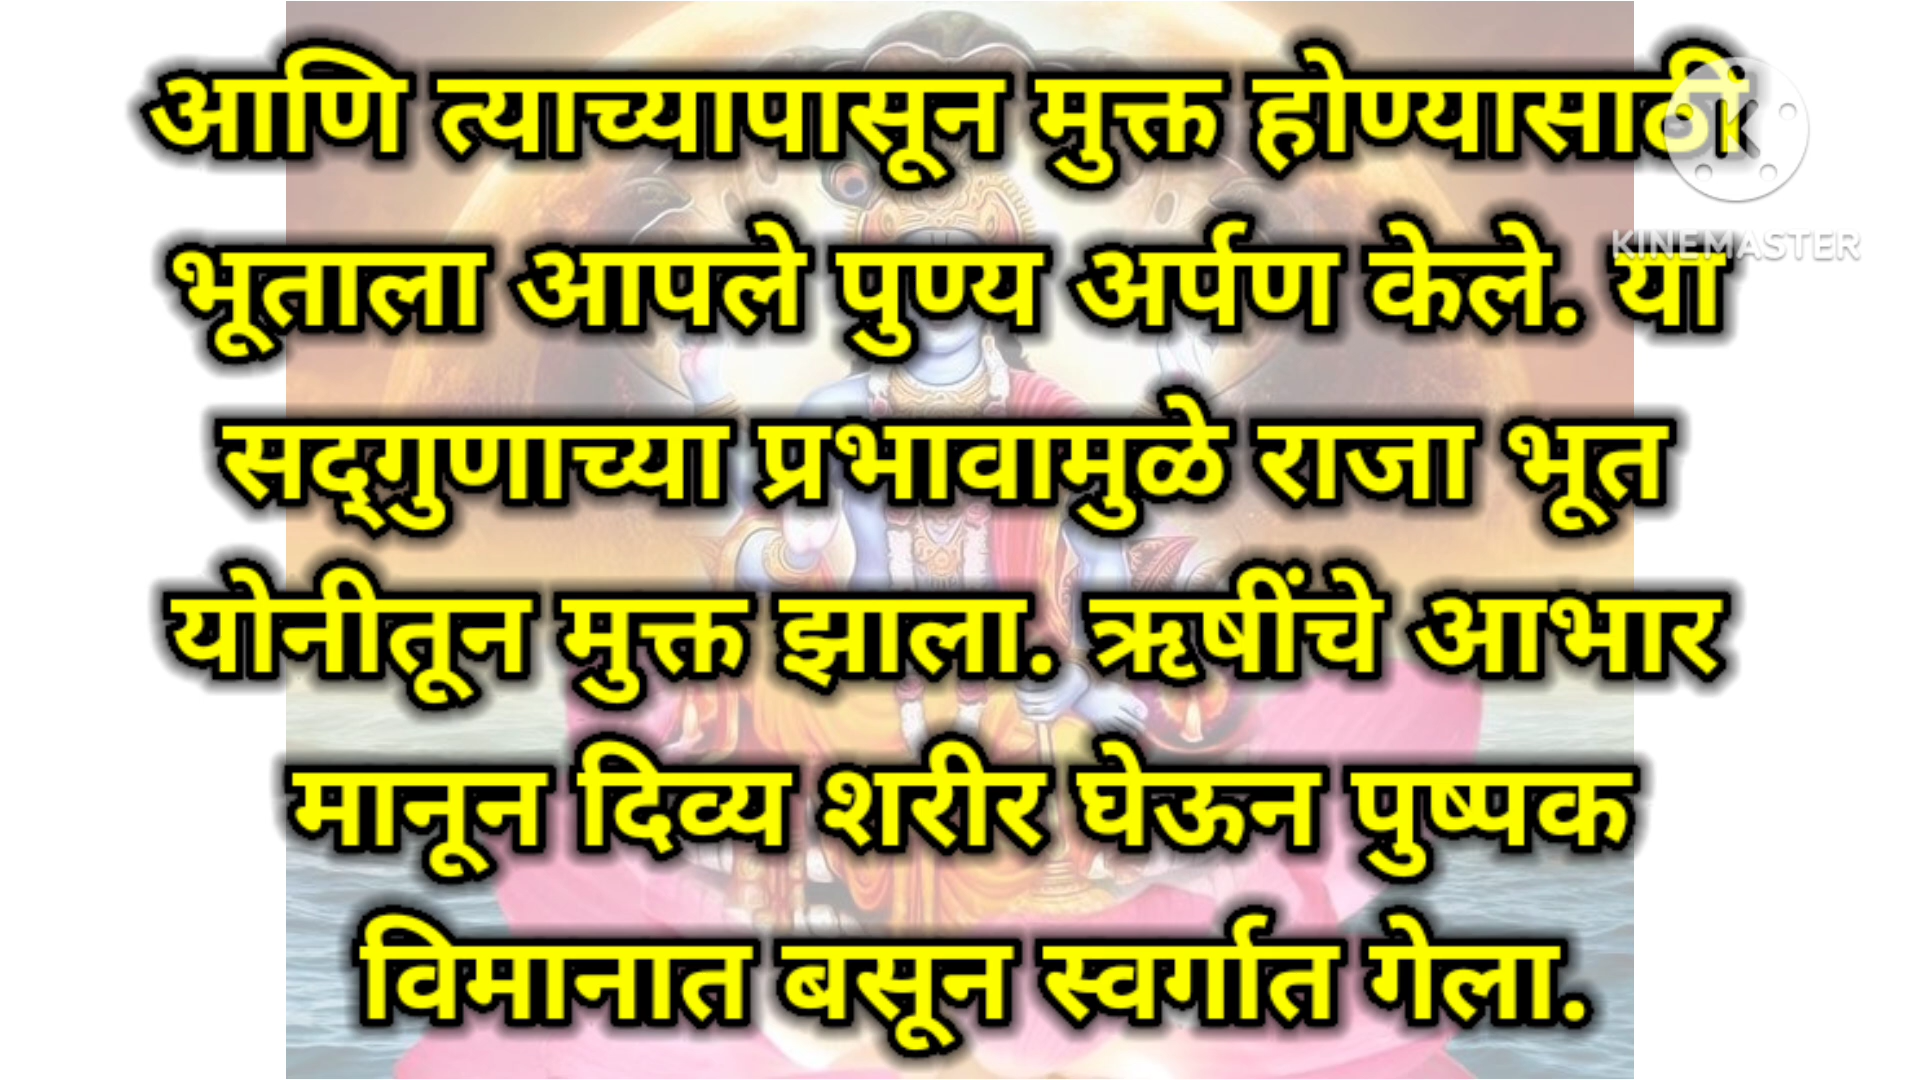 आणि त्याच्यापासून मुक्त होण्यासाठीं
भूताला आपले पुण्य अर्पण केले. या
सद्‌गुणाच्या प्रभावामुळे राजा भूत
योनीतून मुक्त झाला. ऋषींचे आभार
मानून दिव्य शरीर घेऊन पुष्पक
विमानात बसून स्वर्गात गेला.
K
KINEMASTER